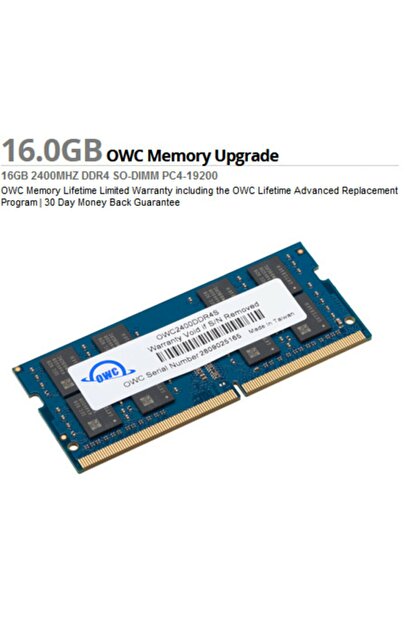 16.0GB OWC Memory Upgrade
16GB 2400MHZ DDR4 SO-DIMM PC4-19200
OWC Memory Lifetime Limited Warranty including the OWC Lifetime Advanced Replacement
Program | 30 Day Money Back Guarantee
OWC2400DDR4S
Warranty Void if S/N Removed
Made in Taiwan
OWC Serial Number 2809025165
OWC